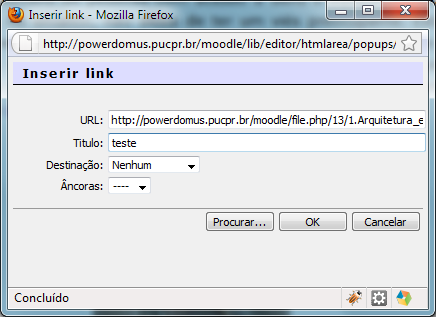 Inserir link - Mozilla Firefox
http://powerdomus.pucpr.br/moodle/lib/editor/htmlarea/popups/
Inserir link
URL: http://powerdomus.pucpr.br/moodle/file.php/13/1.Arquitetura_e
Titulo: teste
Destinação: Nenhum
Âncoras: ----
Procurar... OK Cancelar
Concluído